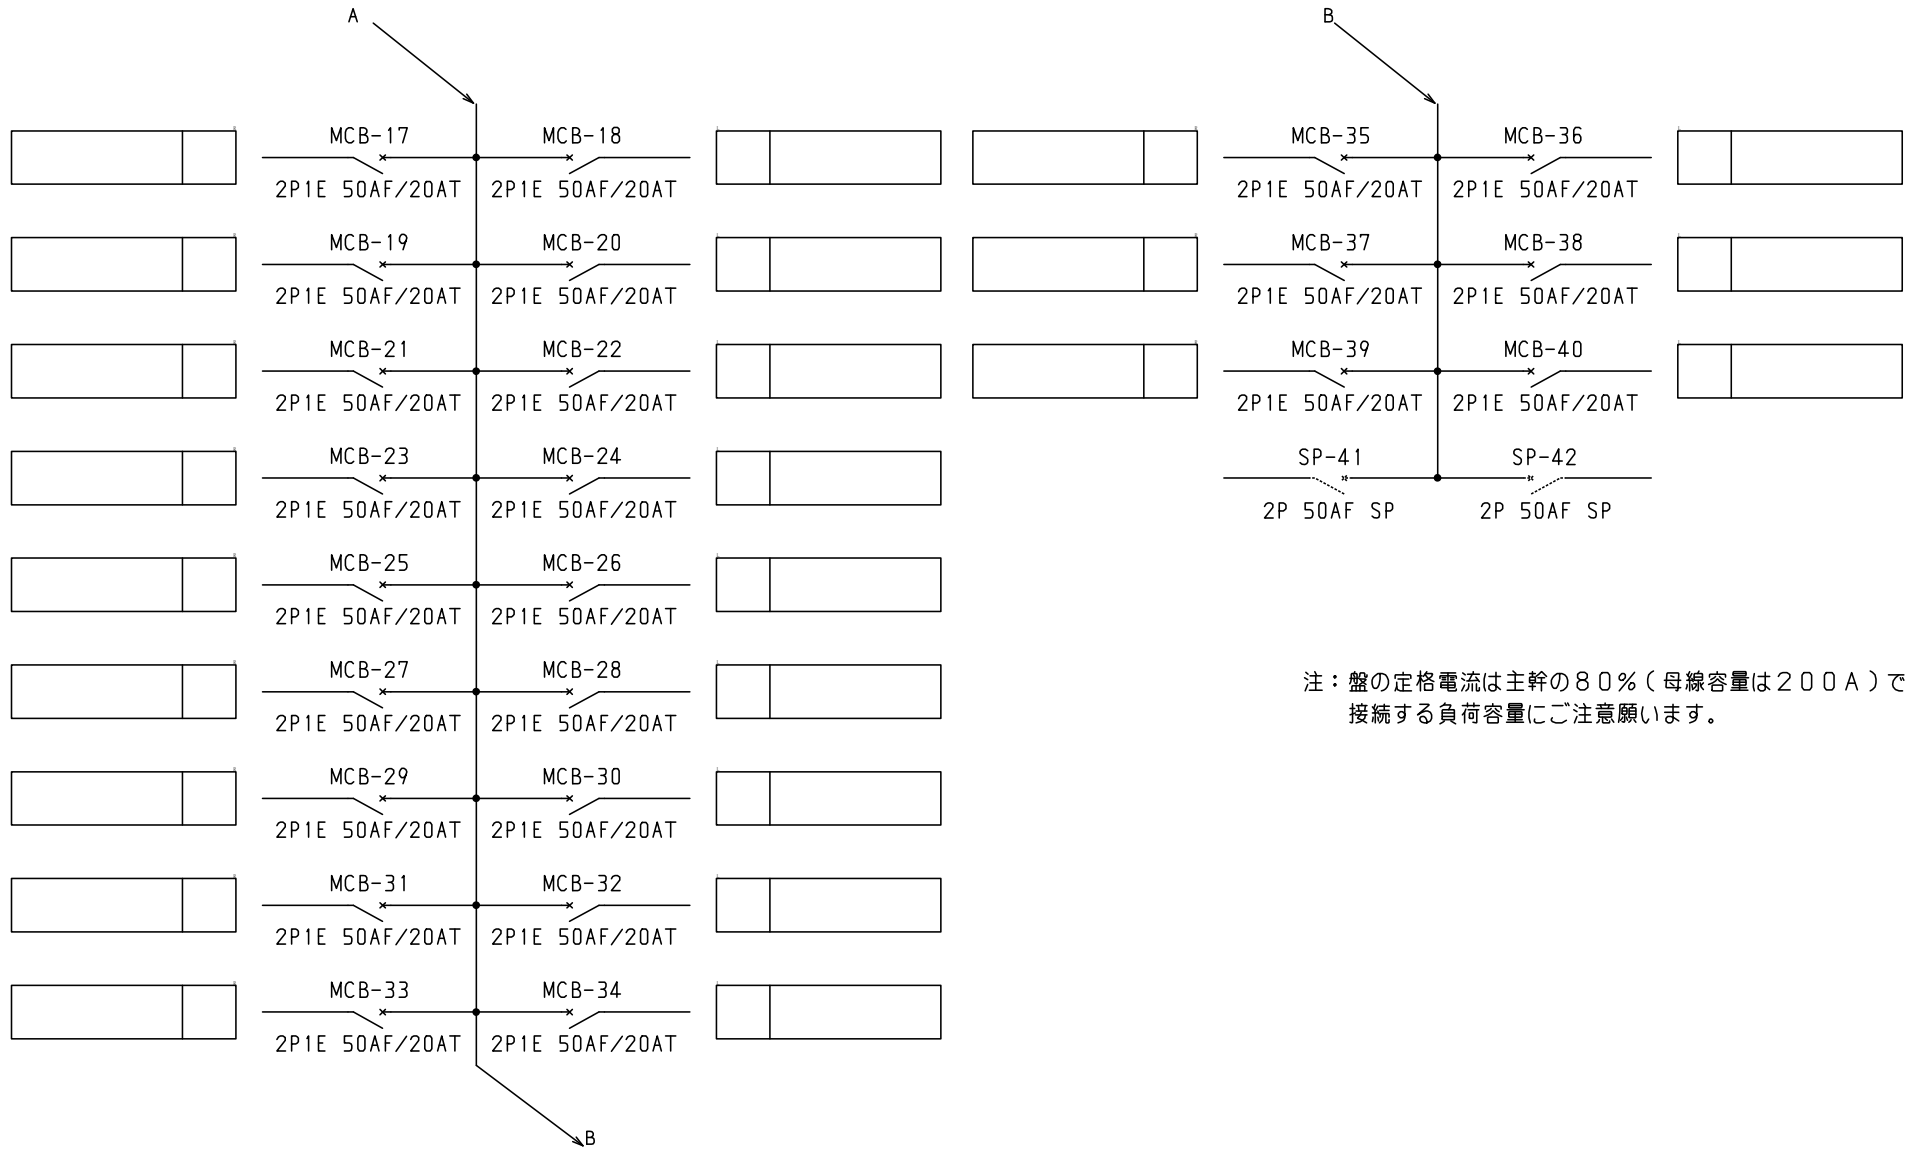 A
MCB-17 MCB-18
2P1E 50AF/20AT 2P1E 50AF/20AT
MCB-19 MCB-20
2P1E 50AF/20AT 2P1E 50AF/20AT
MCB-21 MCB-22
2P1E 50AF/20AT 2P1E 50AF/20AT
MCB-23 MCB-24
2P1E 50AF/20AT 2P1E 50AF/20AT
MCB-25 MCB-26
2P1E 50AF/20AT 2P1E 50AF/20AT
MCB-27 MCB-28
2P1E 50AF/20AT 2P1E 50AF/20AT
MCB-29 MCB-30
2P1E 50AF/20AT 2P1E 50AF/20AT
MCB-31 MCB-32
2P1E 50AF/20AT 2P1E 50AF/20AT
MCB-33 MCB-34
2P1E 50AF/20AT 2P1E 50AF/20AT
B
B
MCB-35 MCB-36
2P1E 50AF/20AT 2P1E 50AF/20AT
MCB-37 MCB-38
2P1E 50AF/20AT 2P1E 50AF/20AT
MCB-39 MCB-40
2P1E 50AF/20AT 2P1E 50AF/20AT
SP-41 SP-42
2P 50AF SP 2P 50AF SP
注：盤の定格電流は主幹の８０％（母線容量は２００Ａ）で
接続する負荷容量にご注意願います。